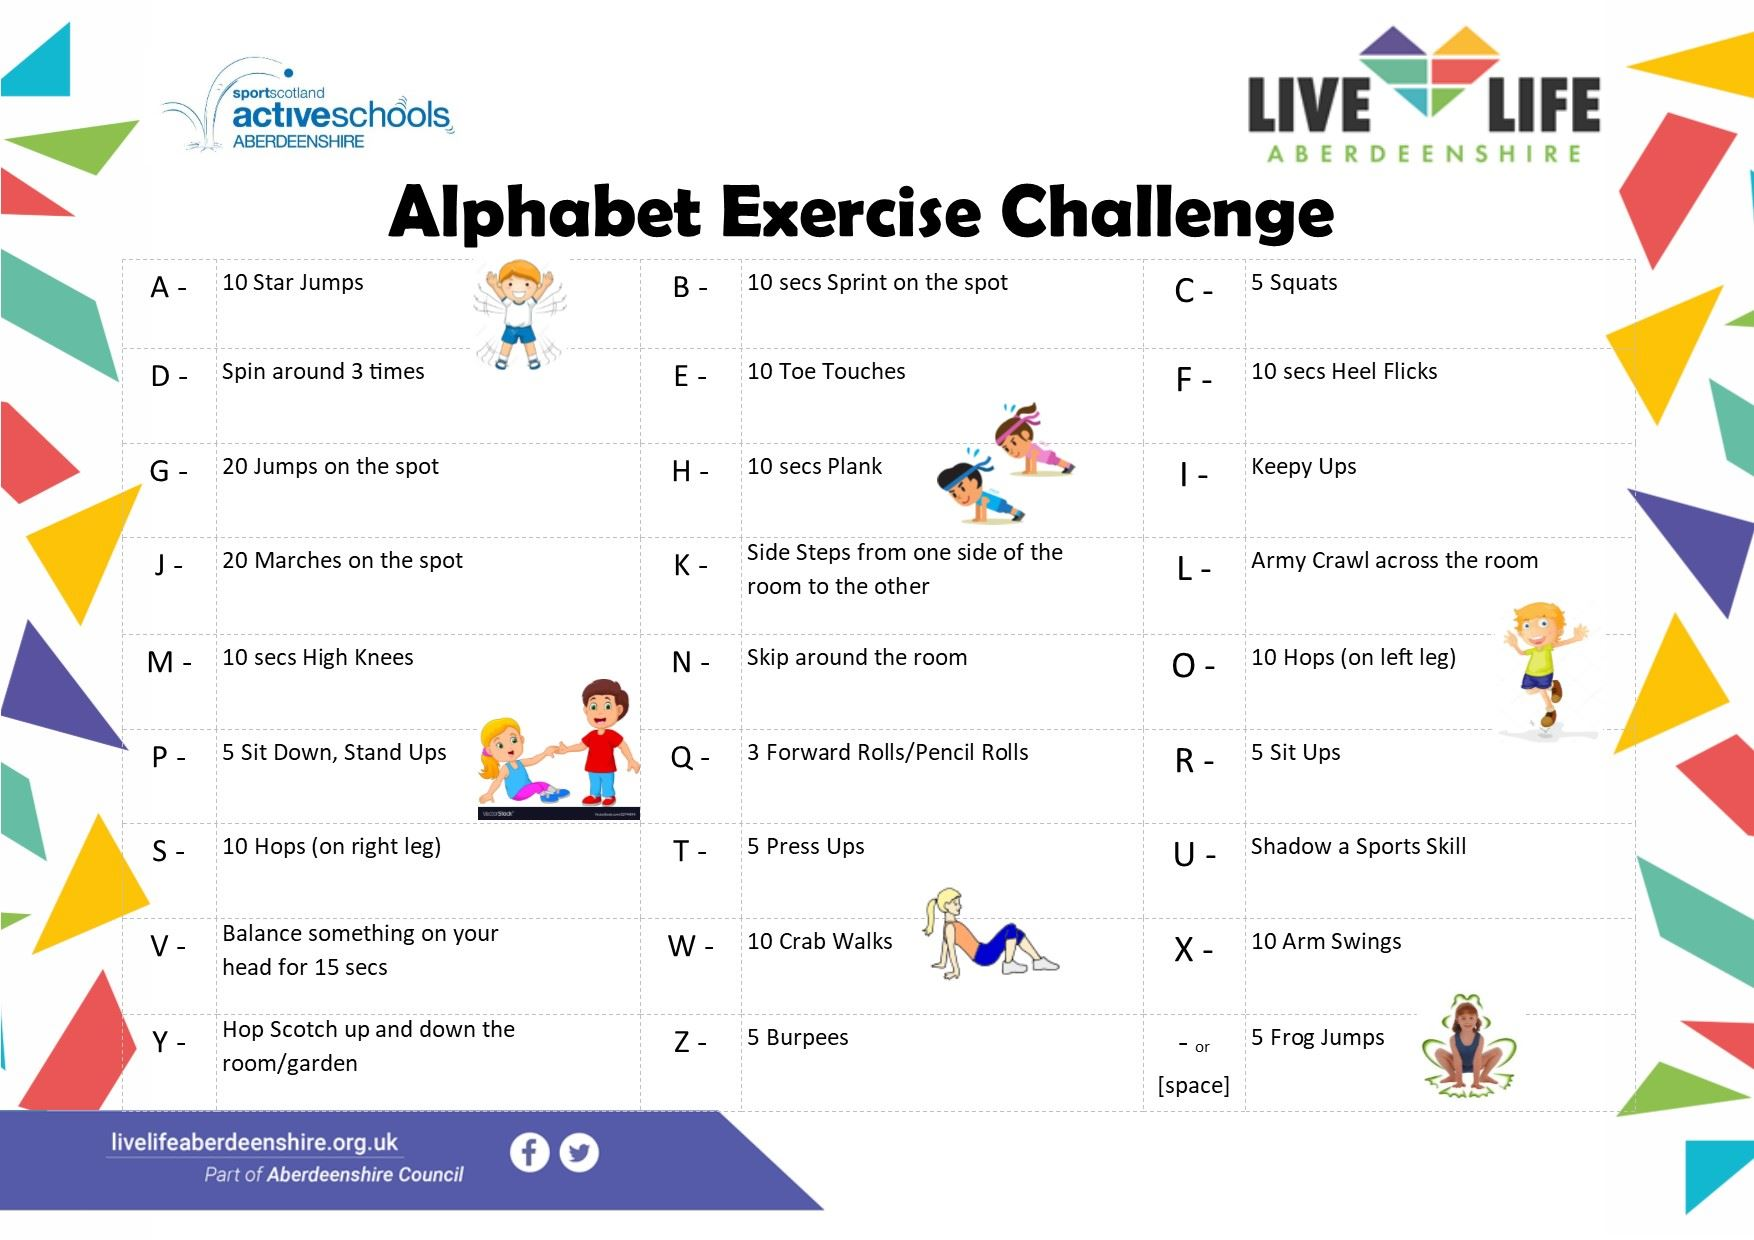 sportscotland
activeschools
ABERDEENSHIRE
LIVE LIFE
ABERDEENSHIRE
Alphabet Exercise Challenge
A - 10 Star Jumps
B - 10 secs Sprint on the spot
C - 5 Squats
D - Spin around 3 times
E - 10 Toe Touches
F - 10 secs Heel Flicks
G - 20 Jumps on the spot
H - 10 secs Plank
I - Keepy Ups
J - 20 Marches on the spot
K - Side Steps from one side of the
room to the other
L - Army Crawl across the room
M - 10 secs High Knees
N - Skip around the room
O - 10 Hops (on left leg)
P - 5 Sit Down, Stand Ups
VectorStock
Q - 3 Forward Rolls/Pencil Rolls
R - 5 Sit Ups
S - 10 Hops (on right leg)
T - 5 Press Ups
U - Shadow a Sports Skill
V - Balance something on your
head for 15 secs
W - 10 Crab Walks
X - 10 Arm Swings
Y - Hop Scotch up and down the
room/garden
Z - 5 Burpees
- or
[space]
5 Frog Jumps
livelifeaberdeenshire.org.uk
Part of Aberdeenshire Council